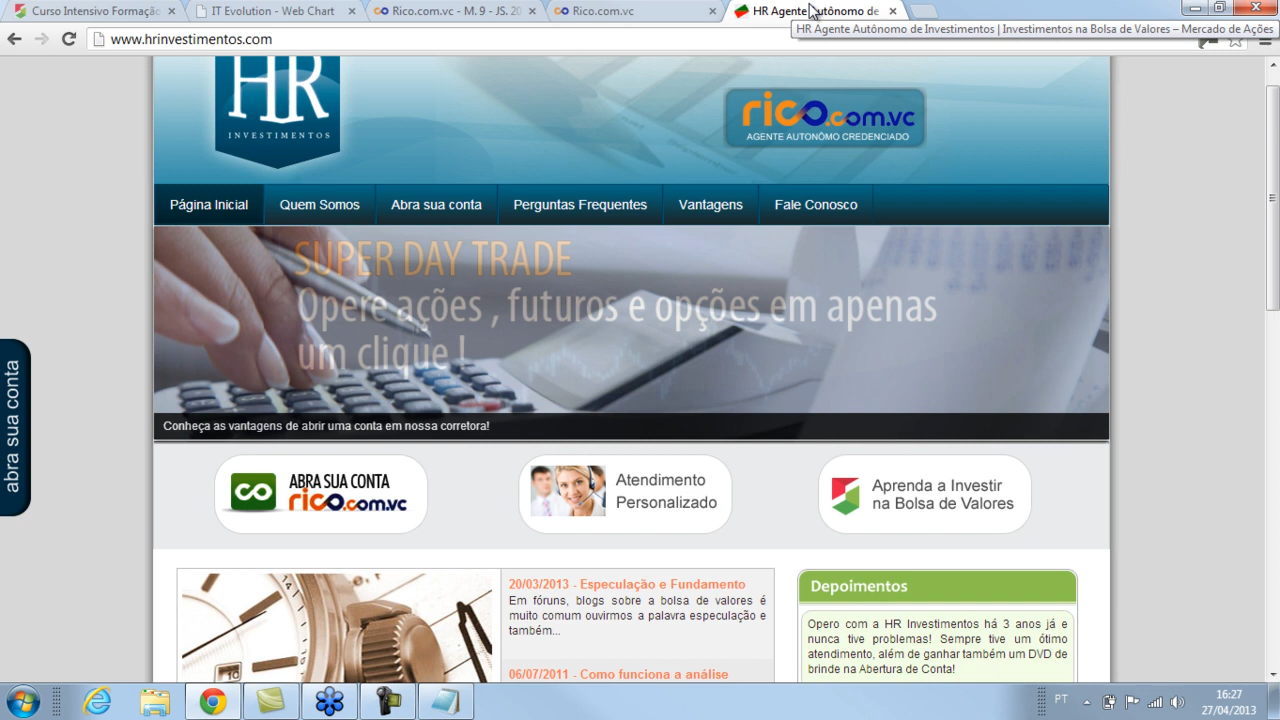 Curso Intensivo Formação
IT Evolution - Web Chart
Rico.com.vc - M. 9 - JS. 20
Rico.com.vc
HR Agente Autônomo de
HR Agente Autônomo de Investimentos | Investimentos na Bolsa de Valores – Mercado de Ações
www.hrinvestimentos.com
HR
INVESTIMENTOS
rico.com.vc
AGENTE AUTONÔMO CREDENCIADO
Página Inicial
Quem Somos
Abra sua conta
Perguntas Frequentes
Vantagens
Fale Conosco
SUPER DAY TRADE
Opere ações , futuros e opções em apenas
um clique !
abra sua conta
Conheça as vantagens de abrir uma conta em nossa corretora!
ABRA SUA CONTA
rico.com.vc
Atendimento
Personalizado
Aprenda a Investir
na Bolsa de Valores
20/03/2013 - Especulação e Fundamento
Em fóruns, blogs sobre a bolsa de valores é
muito comum ouvirmos a palavra especulação e
também...
06/07/2011 - Como funciona a análise
Depoimentos
Opero com a HR Investimentos há 3 anos já e
nunca tive problemas! Sempre tive um ótimo
atendimento, além de ganhar também um DVD de
brinde na Abertura de Conta!
PT
16:27
27/04/2013